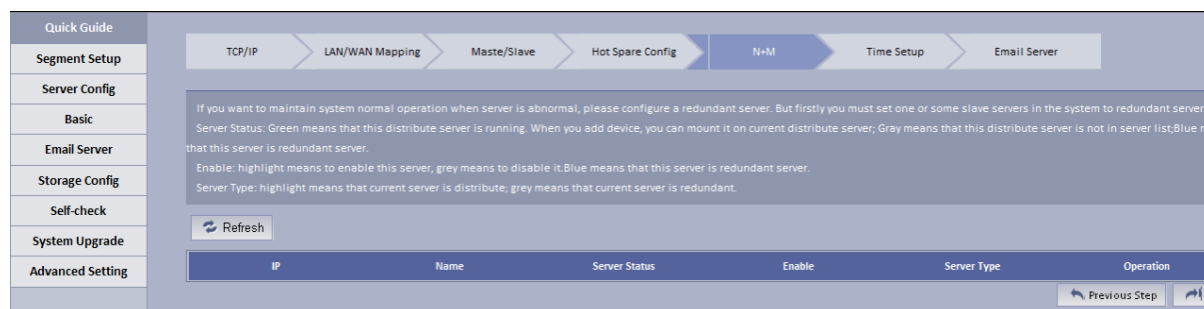 Quick Guide
Segment Setup
Server Config
Basic
Email Server
Storage Config
Self-check
System Upgrade
Advanced Setting
TCP/IP LAN/WAN Mapping Maste/Slave Hot Spare Config N+M Time Setup Email Server
If you want to maintain system normal operation when server is abnormal, please configure a redundant server. But firstly you must set one or some slave servers in the system to redundant server
Server Status: Green means that this distribute server is running. When you add device, you can mount it on current distribute server; Gray means that this distribute server is not in server list;Blue
that this server is redundant server.
Enable: highlight means to enable this server, grey means to disable it.Blue means that this server is redundant server.
Server Type: highlight means that current server is distribute; grey means that current server is redundant.
Refresh
IP Name Server Status Enable Server Type Operation
Previous Step